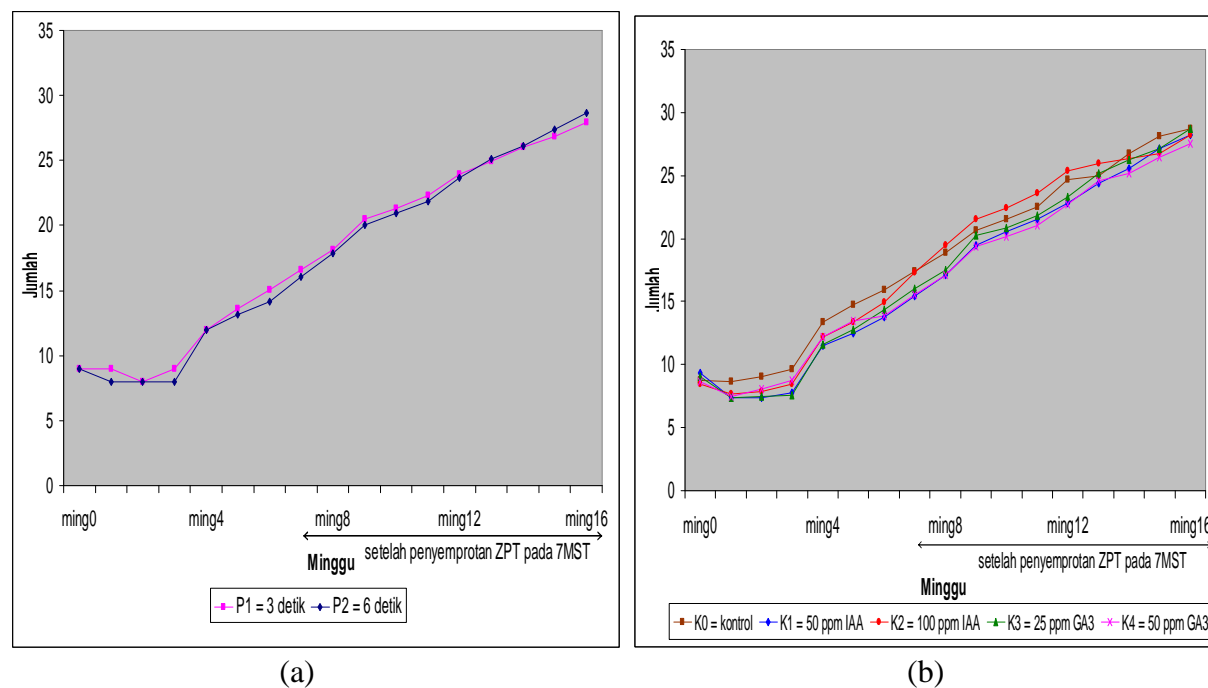 35
30
25
20
15
10
5
0
Jumlah
ming0 ming4 ming8 ming12 ming16
setelah penyemprotan ZPT pada 7MST
Minggu
P1 = 3 detik P2 = 6 detik
(a)
35
30
25
20
15
10
5
0
Jumlah
ming0 ming4 ming8 ming12 ming16
setelah penyemprotan ZPT pada 7MST
Minggu
K0 = kontrol K1 = 50 ppm IAA K2 = 100 ppm IAA K3 = 25 ppm GA3 K4 = 50 ppm GA3
(b)